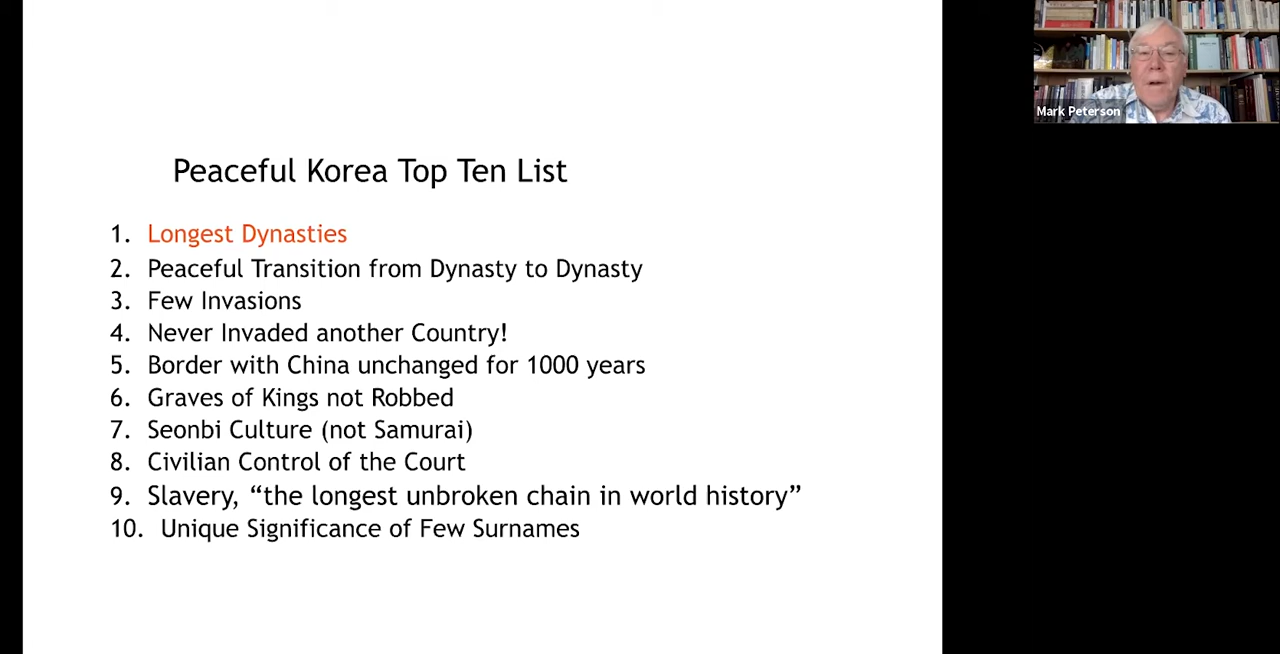 Peaceful Korea Top Ten List
1. Longest Dynasties
2. Peaceful Transition from Dynasty to Dynasty
3. Few Invasions
4. Never Invaded another Country!
5. Border with China unchanged for 1000 years
6. Graves of Kings not Robbed
7. Seonbi Culture (not Samurai)
8. Civilian Control of the Court
9. Slavery, “the longest unbroken chain in world history”
10. Unique Significance of Few Surnames
Mark Peterson